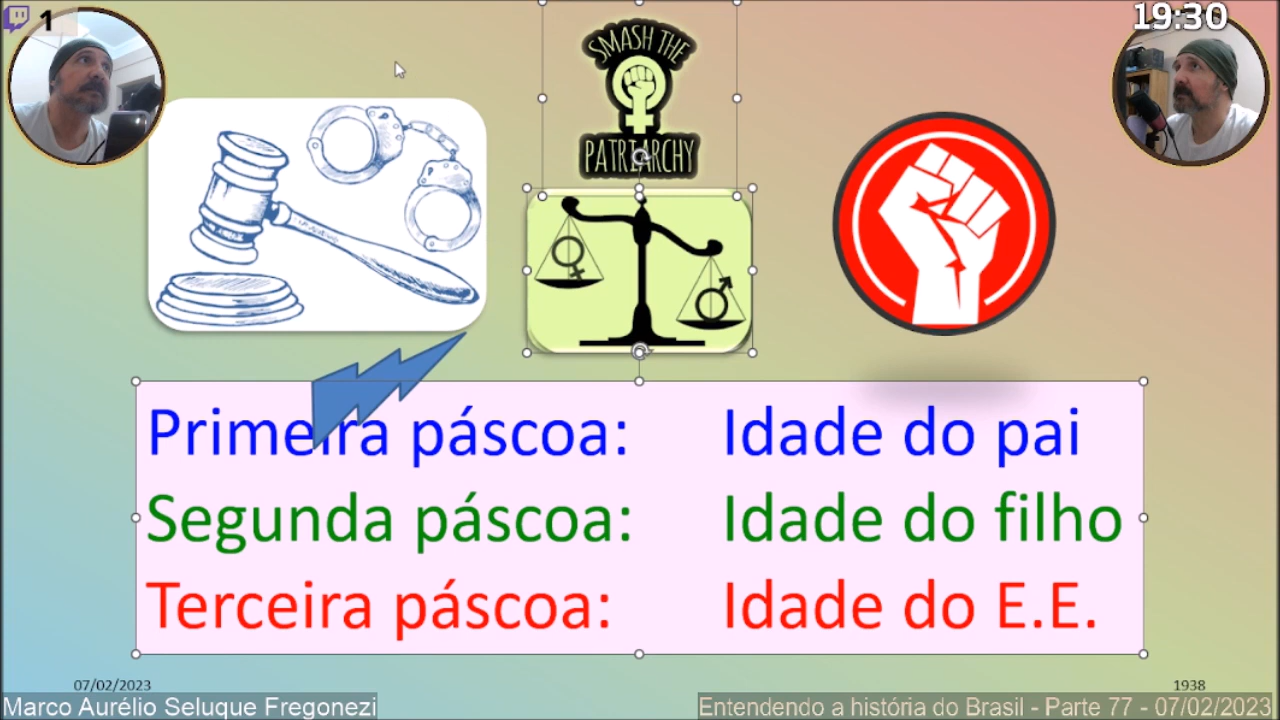 1
19:30
SMASH THE
PATRIARCHY
Primeira páscoa: Idade do pai
Segunda páscoa: Idade do filho
Terceira páscoa: Idade do E.E.
07/02/2023
1938
Marco Aurélio Seluque Fregonezi
Entendendo a história do Brasil - Parte 77 - 07/02/2023